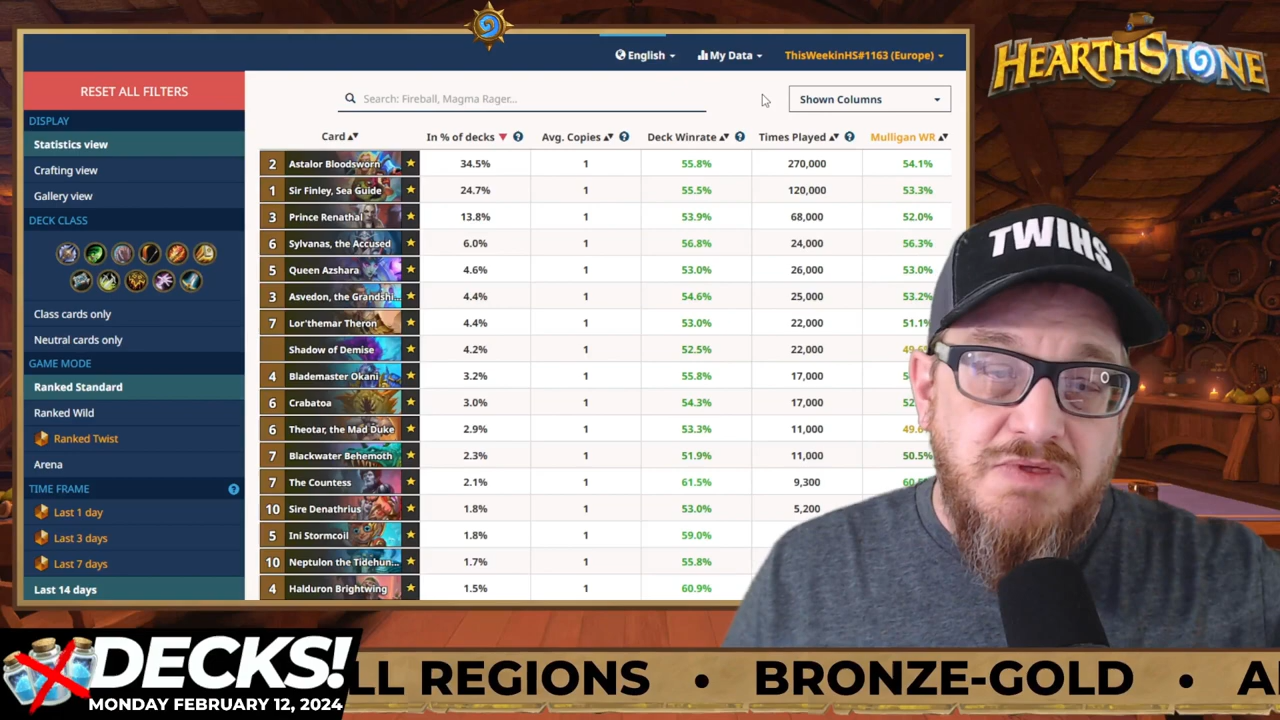 HEARTHSTONE
English
My Data
ThisWeekinHS#1163 (Europe)
RESET ALL FILTERS
DISPLAY
Statistics view
Crafting view
Gallery view
DECK CLASS
Class cards only
Neutral cards only
GAME MODE
Ranked Standard
Ranked Wild
Ranked Twist
Arena
TIME FRAME
Last 1 day
Last 3 days
Last 7 days
Last 14 days
Search: Fireball, Magma Rager...
Shown Columns
Card In % of decks Avg. Copies Deck Winrate Times Played Mulligan WR
2 Astalor Bloodsworn 34.5% 1 55.8% 270,000 54.1%
1 Sir Finley, Sea Guide 24.7% 1 55.5% 120,000 53.3%
3 Prince Renathal 13.8% 1 53.9% 68,000 52.0%
6 Sylvanas, the Accused 6.0% 1 56.8% 24,000 56.3%
5 Queen Azshara 4.6% 1 53.0% 26,000 53.0%
3 Asvedon, the Grandshi... 4.4% 1 54.6% 25,000 53.2%
7 Lor'themar Theron 4.4% 1 53.0% 22,000 51.1%
Shadow of Demise 4.2% 1 52.5% 22,000
4 Blademaster Okani 3.2% 1 55.8% 17,000
6 Crabatoa 3.0% 1 54.3% 17,000
6 Theotar, the Mad Duke 2.9% 1 53.3% 11,000
7 Blackwater Behemoth 2.3% 1 51.9% 11,000 50.5%
7 The Countess 2.1% 1 61.5% 9,300
10 Sire Denathrius 1.8% 1 53.0% 5,200
5 Ini Stormcoil 1.8% 1 59.0%
10 Neptulon the Tidehun... 1.7% 1 55.8%
4 Halduron Brightwing 1.5% 1 60.9%
TWIHS
DECKS!
MONDAY FEBRUARY 12, 2024
LL REGIONS • BRONZE-GOLD • A